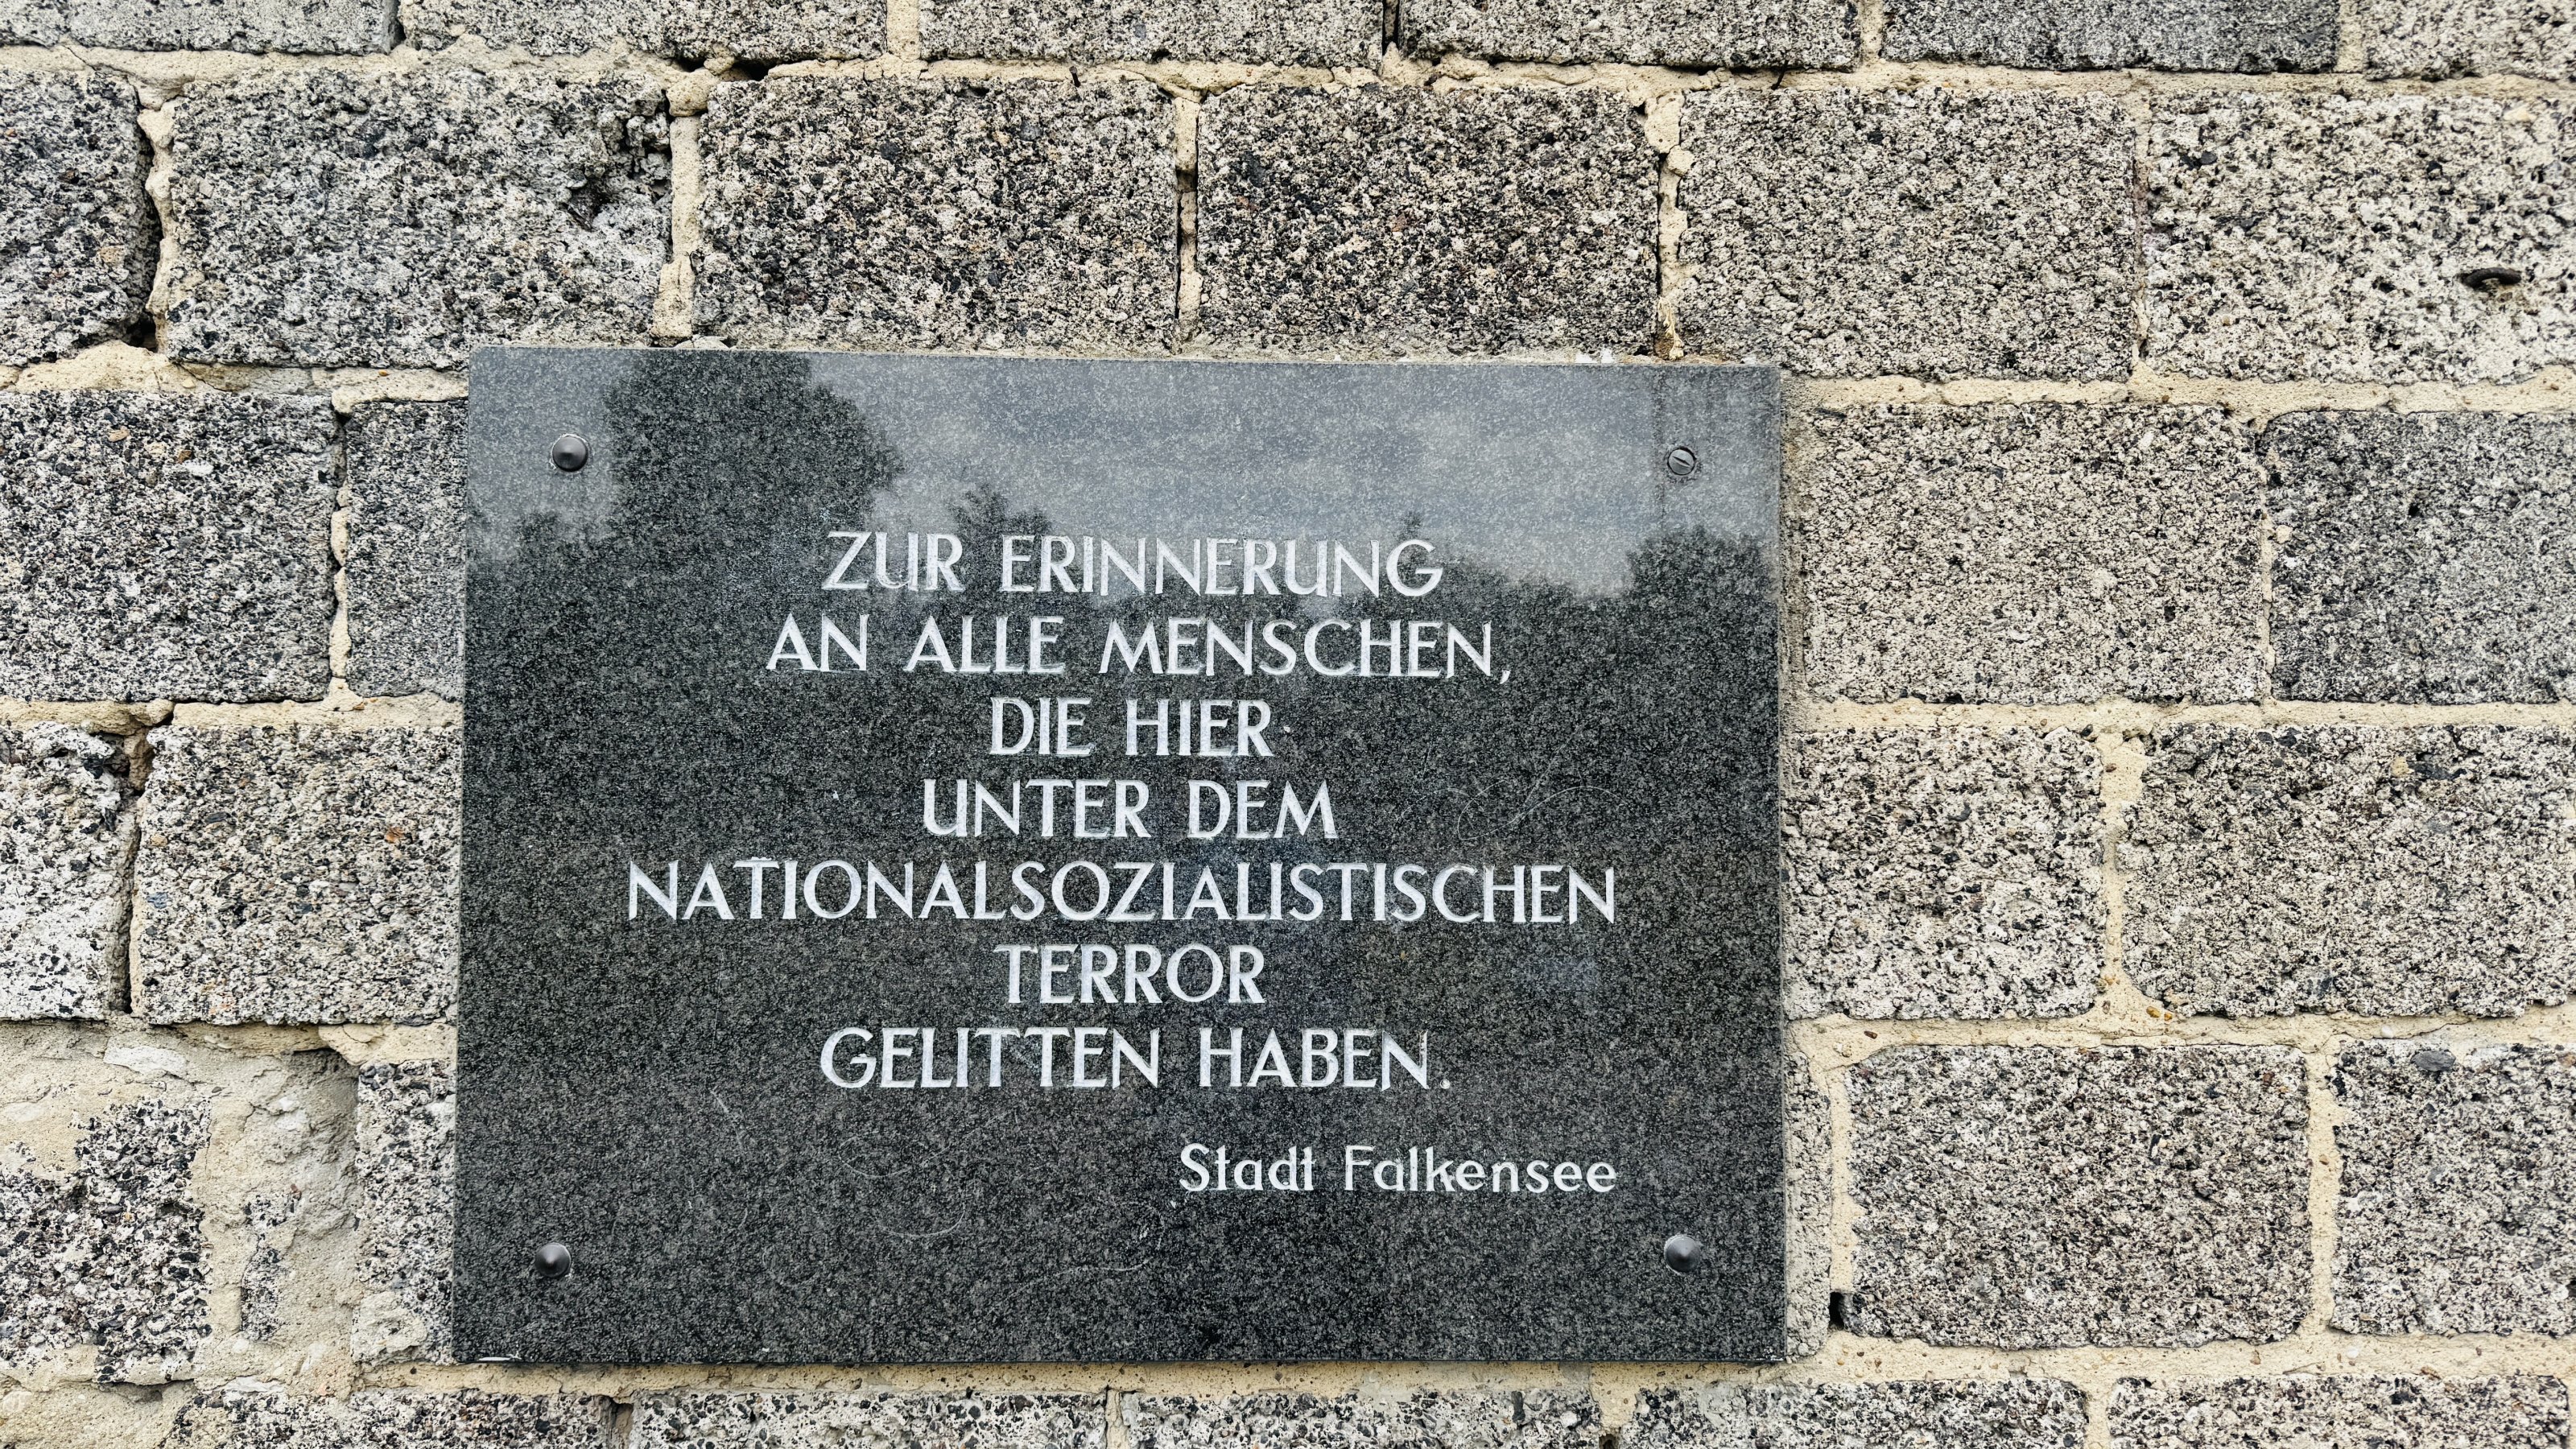 ZUR ERINNERUNG
AN ALLE MENSCHEN,
DIE HIER
UNTER DEM
NATIONALSOZIALISTISCHEN
TERROR
GELITTEN HABEN.
Stadt Falkensee